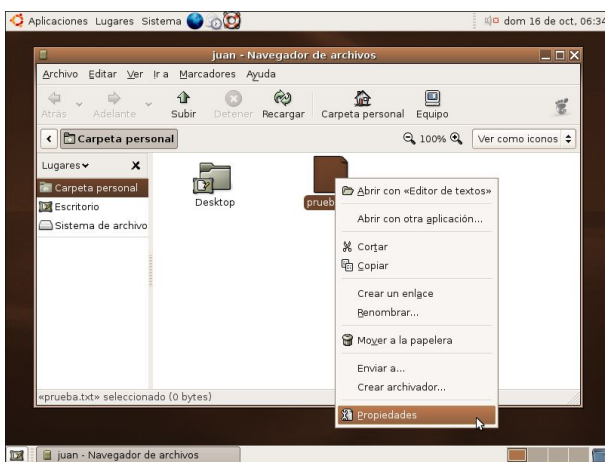 Aplicaciones Lugares Sistema dom 16 de oct, 06:34
juan - Navegador de archivos
Archivo Editar Ver Ir a Marcadores Ayuda
Atrás Adelante Subir Detener Recargar Carpeta personal Equipo
Carpeta personal 100% Ver como iconos
Lugares
Carpeta personal
Escritorio
Sistema de archivo
Desktop
prueb
Abrir con «Editor de textos»
Abrir con otra aplicación...
Cortar
Copiar
Crear un enlace
Renombrar...
Mover a la papelera
Enviar a...
Crear archivador...
Propiedades
«prueba.txt» seleccionado (0 bytes)
juan - Navegador de archivos